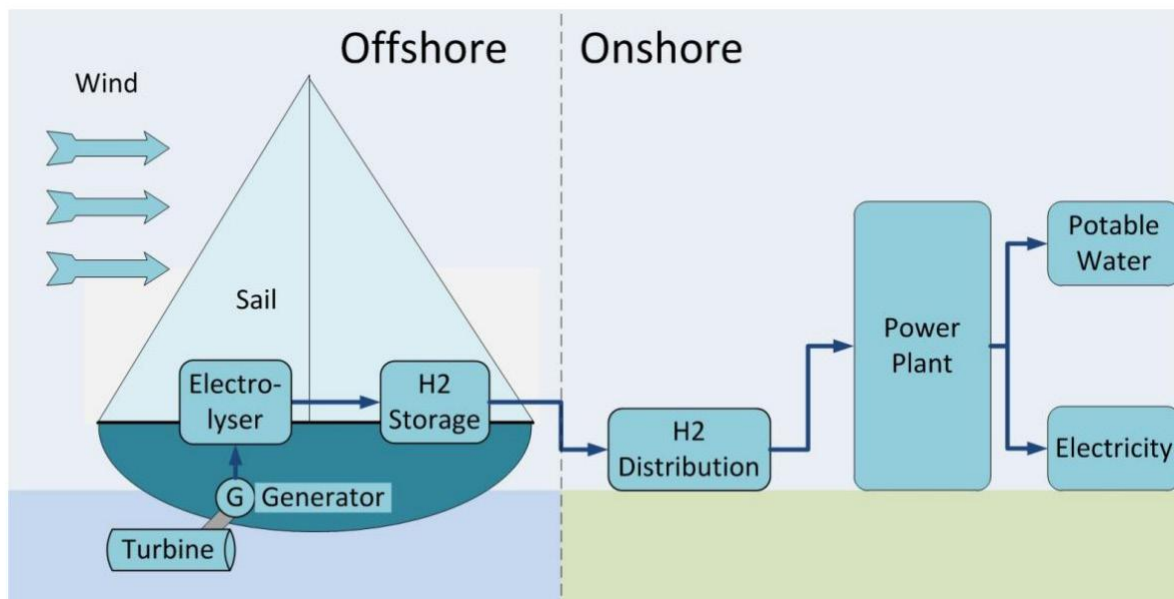 Offshore
Onshore
Wind
Sail
Electro-
lyser
H2
Storage
G
Generator
Turbine
H2
Distribution
Power
Plant
Potable
Water
Electricity